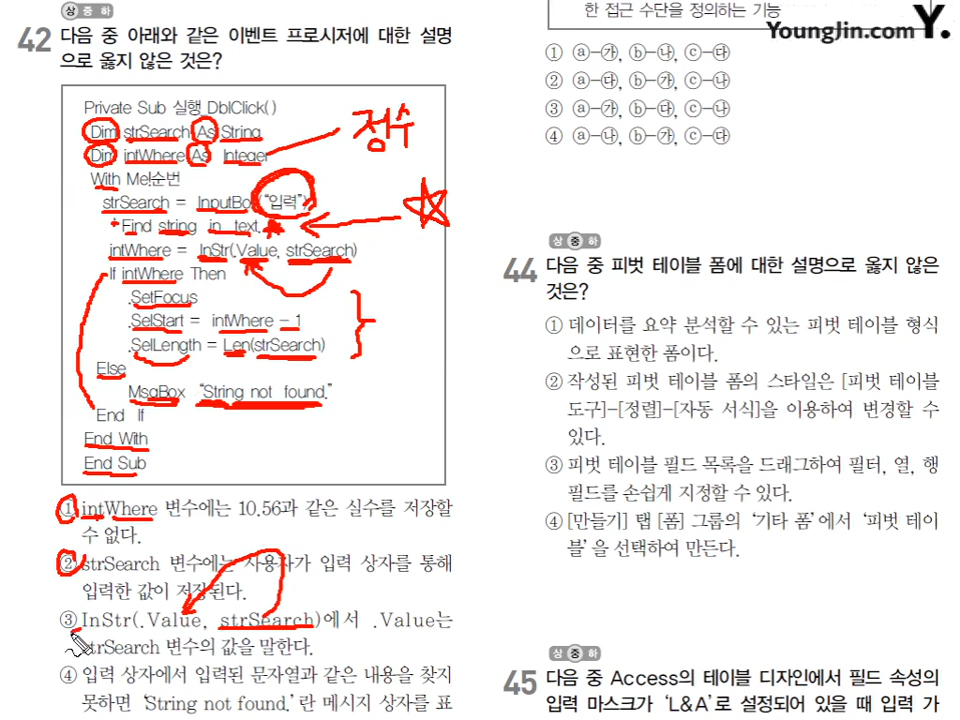 상 중 하
42 다음 중 아래와 같은 이벤트 프로시저에 대한 설명
으로 옳지 않은 것은?
Private Sub 실행_DblClick( )
Dim strSearch As String
Dim intWhere As Integer
정수
With Me!순번
strSearch = InputBox("입력")
' Find string in text.
intWhere = InStr(.Value, strSearch)
If intWhere Then
.SetFocus
.SelStart = intWhere - 1
.SelLength = Len(strSearch)
Else
MsgBox "String not found."
End If
End With
End Sub
① intWhere 변수에는 10.56과 같은 실수를 저장할
수 없다.
② strSearch 변수에는 사용자가 입력 상자를 통해
입력한 값이 저장된다.
③ InStr(.Value, strSearch)에서 .Value는
strSearch 변수의 값을 말한다.
④ 입력 상자에서 입력된 문자열과 같은 내용을 찾지
못하면 'String not found.'란 메시지 상자를 표
한 접근 수단을 정의하는 기능
YoungJin.com Y.
① ⓐ-㉮, ⓑ-㉯, ⓒ-㉰
② ⓐ-㉰, ⓑ-㉮, ⓒ-㉯
③ ⓐ-㉮, ⓑ-㉰, ⓒ-㉯
④ ⓐ-㉯, ⓑ-㉮, ⓒ-㉰
상 중 하
44 다음 중 피벗 테이블 폼에 대한 설명으로 옳지 않은
것은?
① 데이터를 요약 분석할 수 있는 피벗 테이블 형식
으로 표현한 폼이다.
② 작성된 피벗 테이블 폼의 스타일은 [피벗 테이블
도구]-[정렬]-[자동 서식]을 이용하여 변경할 수
있다.
③ 피벗 테이블 필드 목록을 드래그하여 필터, 열, 행
필드를 손쉽게 지정할 수 있다.
④ [만들기] 탭 [폼] 그룹의 '기타 폼'에서 '피벗 테이
블'을 선택하여 만든다.
상 중 하
45 다음 중 Access의 테이블 디자인에서 필드 속성의
입력 마스크가 'L&A'로 설정되어 있을 때 입력 가